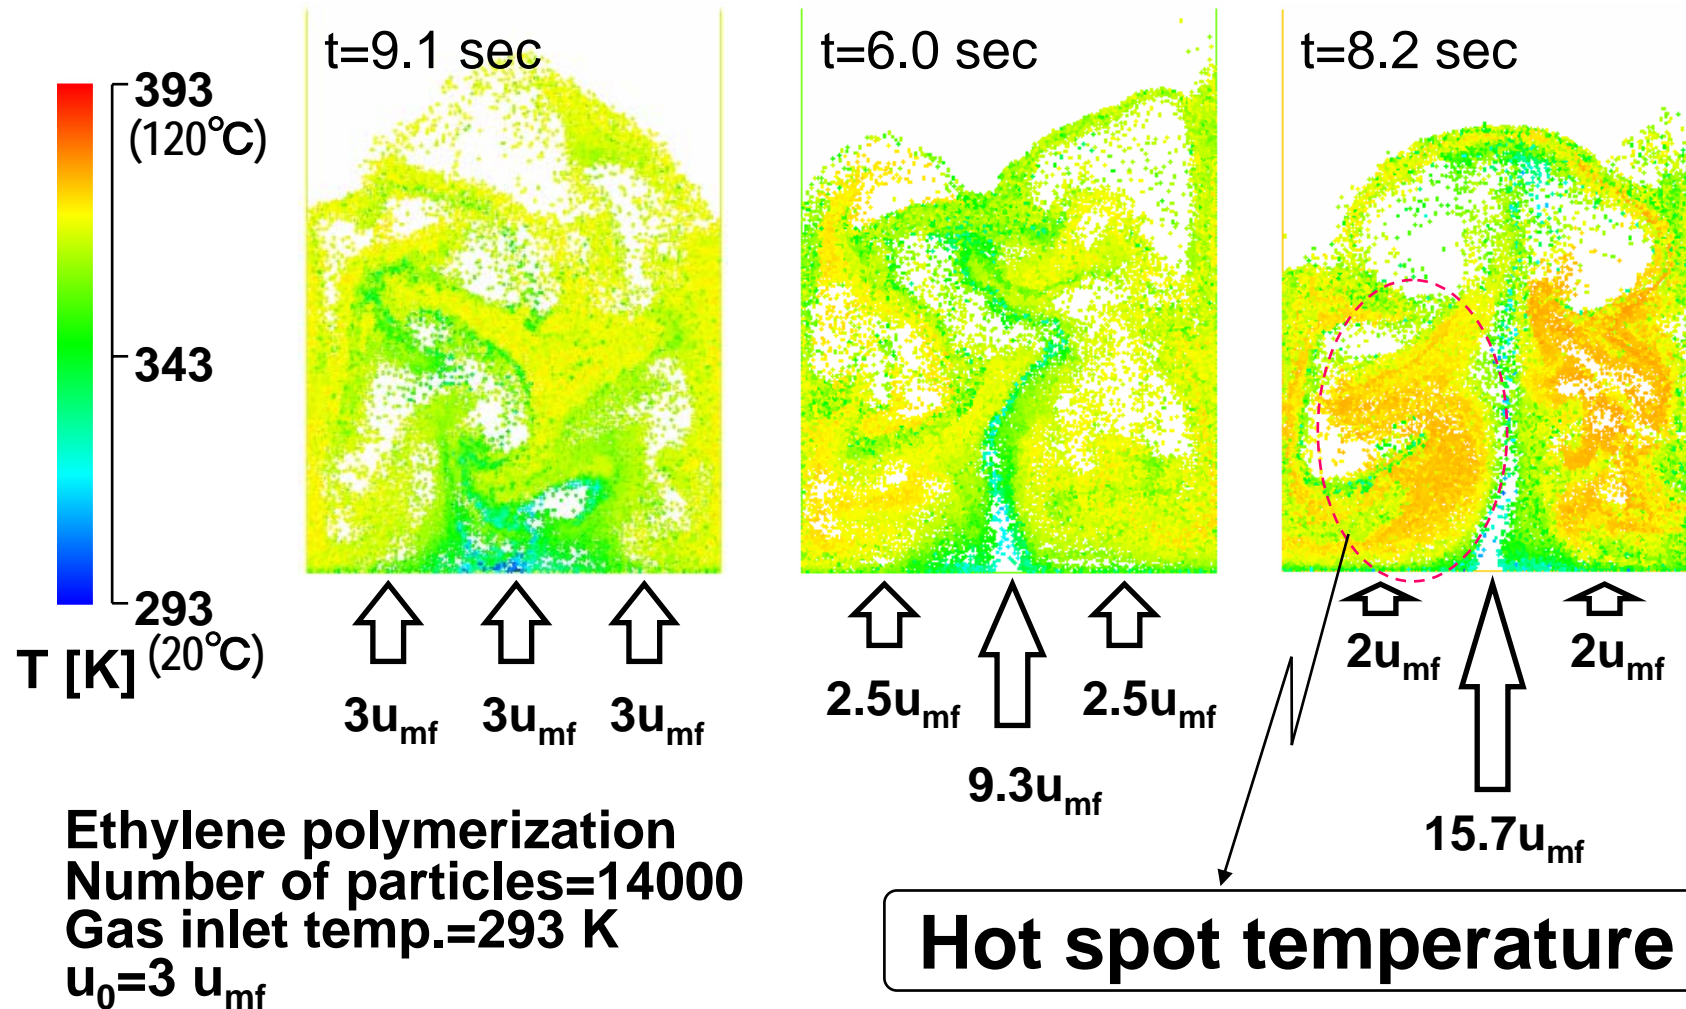 t=9.1 sec
t=6.0 sec
t=8.2 sec
393
(120℃)
343
293
(20℃)
T [K]
3umf 3umf 3umf
2.5umf 2.5umf
9.3umf
2umf 2umf
15.7umf
Ethylene polymerization
Number of particles=14000
Gas inlet temp.=293 K
u0=3 umf
Hot spot temperature